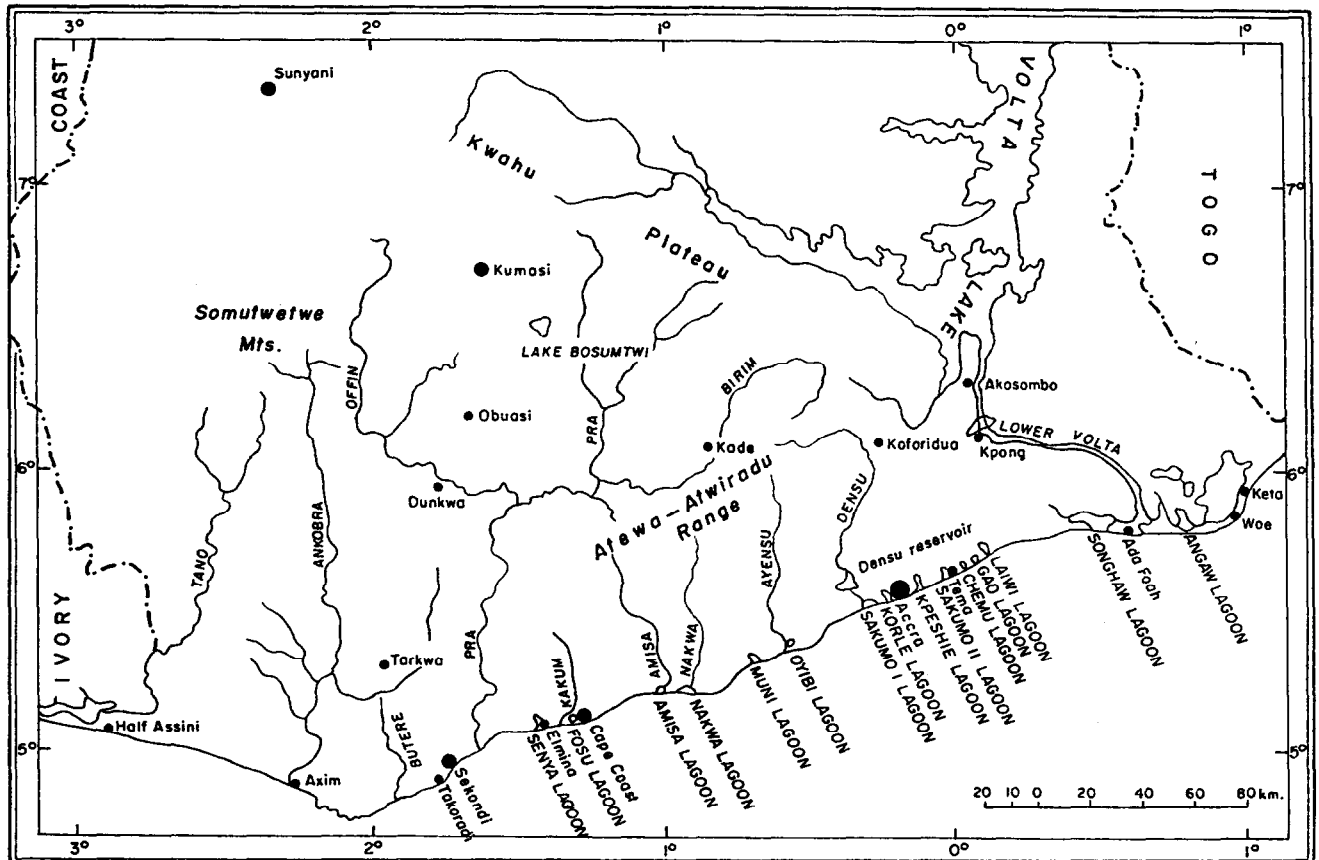 3° 2° 1° 0° 1°
IVORY COAST
Sunyani
VOLTA LAKE
TOGO
Kwahu Plateau
7° 7°
Kumasi
Somutwetwe
Mts.
LAKE BOSUMTWI
OFFIN
PRA
BIRIM
Akosombo
Obuasi
Kade
Koforidua
Kpong
LOWER VOLTA
6° 6°
Dunkwa
Atewa-Atwiradu
Range
DENSU
Keta
Woe
TANO
ANKOBRA
AYENSU
Densu reservoir
Ada Foah
SONGHAW LAGOON
ANGAW LAGOON
LAIWI LAGOON
GAO LAGOON
CHEMU LAGOON
Tema
SAKUMO II LAGOON
KPESHIE LAGOON
Accra
KORLE LAGOON
SAKUMO I LAGOON
Tarkwa
PRA
KAKUM
AMISA
NAKWA
OYIBI LAGOON
MUNI LAGOON
NAKWA LAGOON
AMISA LAGOON
Half Assini
5° 5°
BUTERE
Axim
Sekondi
Takoradi
Cape Coast
FOSU LAGOON
Elmina
SENYA LAGOON
20 10 0 20 40 60 80 km.
3° 2° 1° 0° 1°